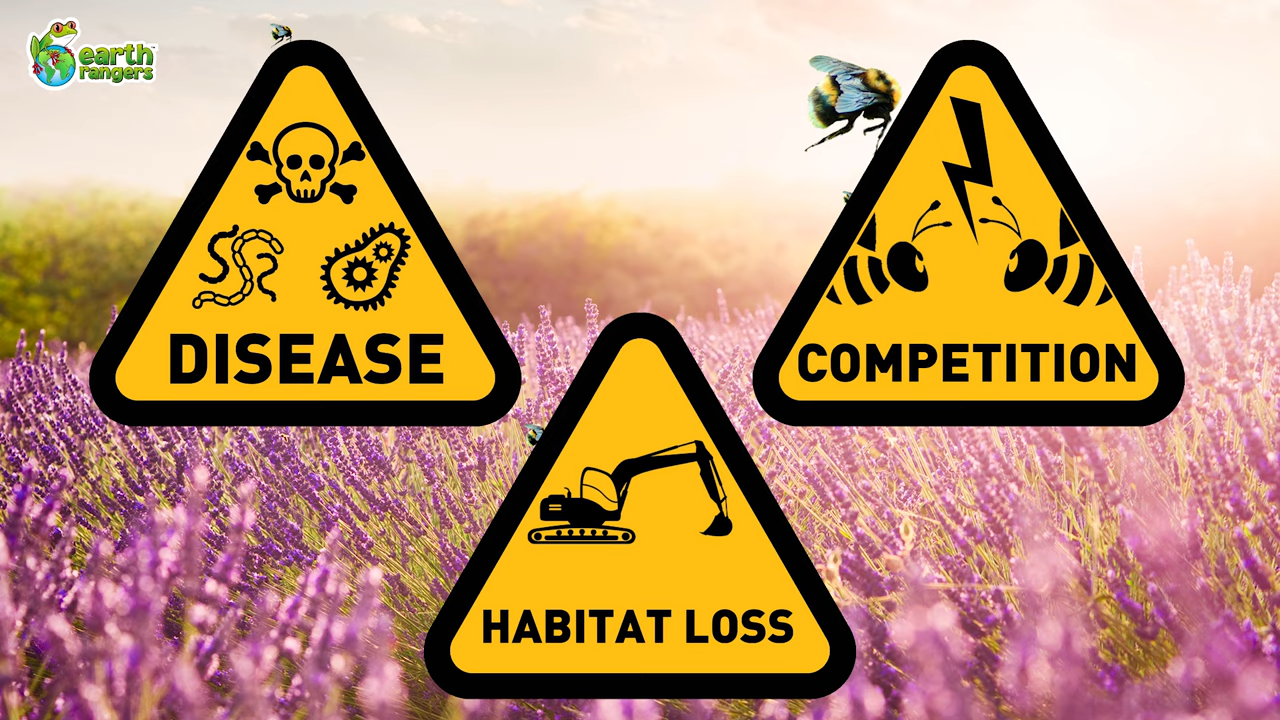 earth
rangers
DISEASE
COMPETITION
HABITAT LOSS